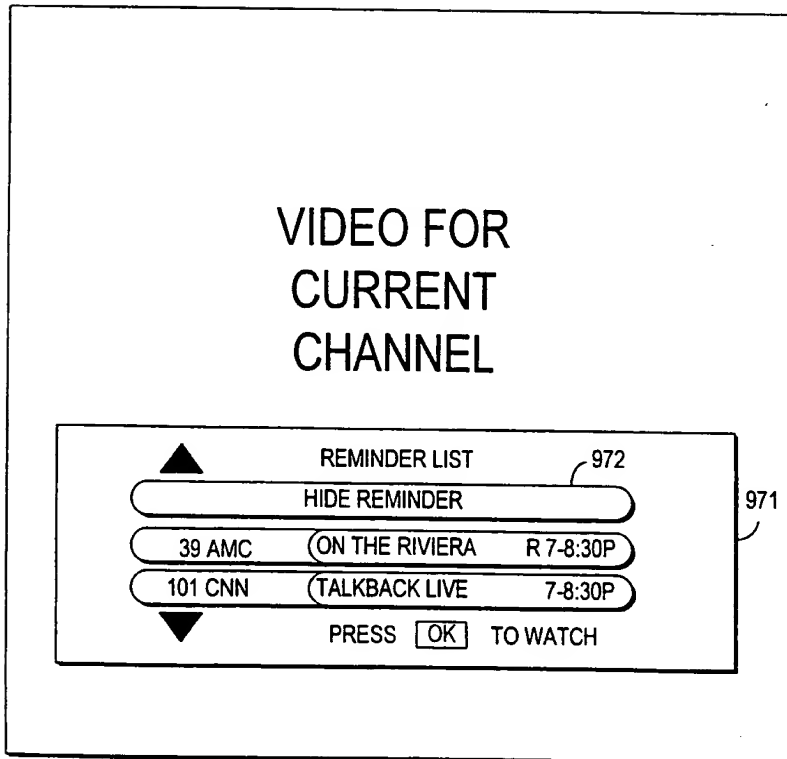 VIDEO FOR
CURRENT
CHANNEL
REMINDER LIST
972
HIDE REMINDER
971
39 AMC ON THE RIVIERA R 7-8:30P
101 CNN TALKBACK LIVE 7-8:30P
PRESS OK TO WATCH